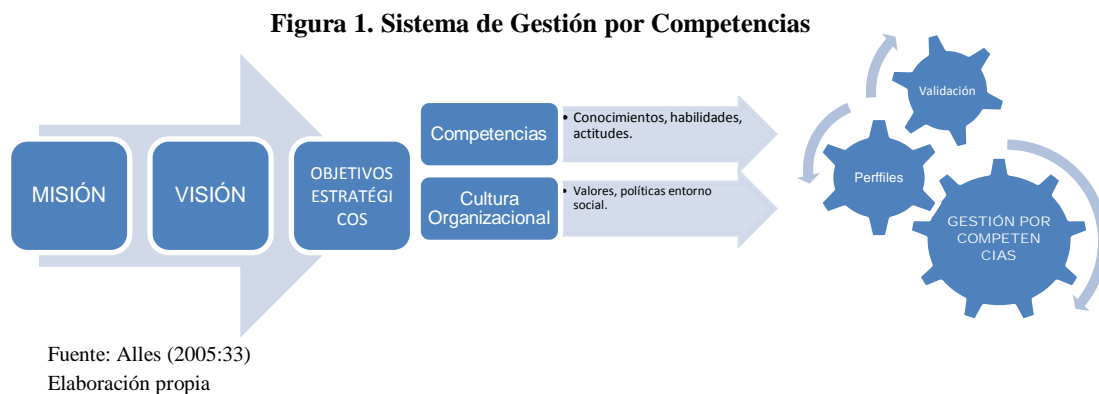 Figura 1. Sistema de Gestión por Competencias
MISIÓN
VISIÓN
OBJETIVOS
ESTRATÉGI
COS
Competencias
• Conocimientos, habilidades,
actitudes.
Cultura
Organizacional
• Valores, políticas entorno
social.
Validación
Perffiles
GESTIÓN POR
COMPETEN
CIAS
Fuente: Alles (2005:33)
Elaboración propia